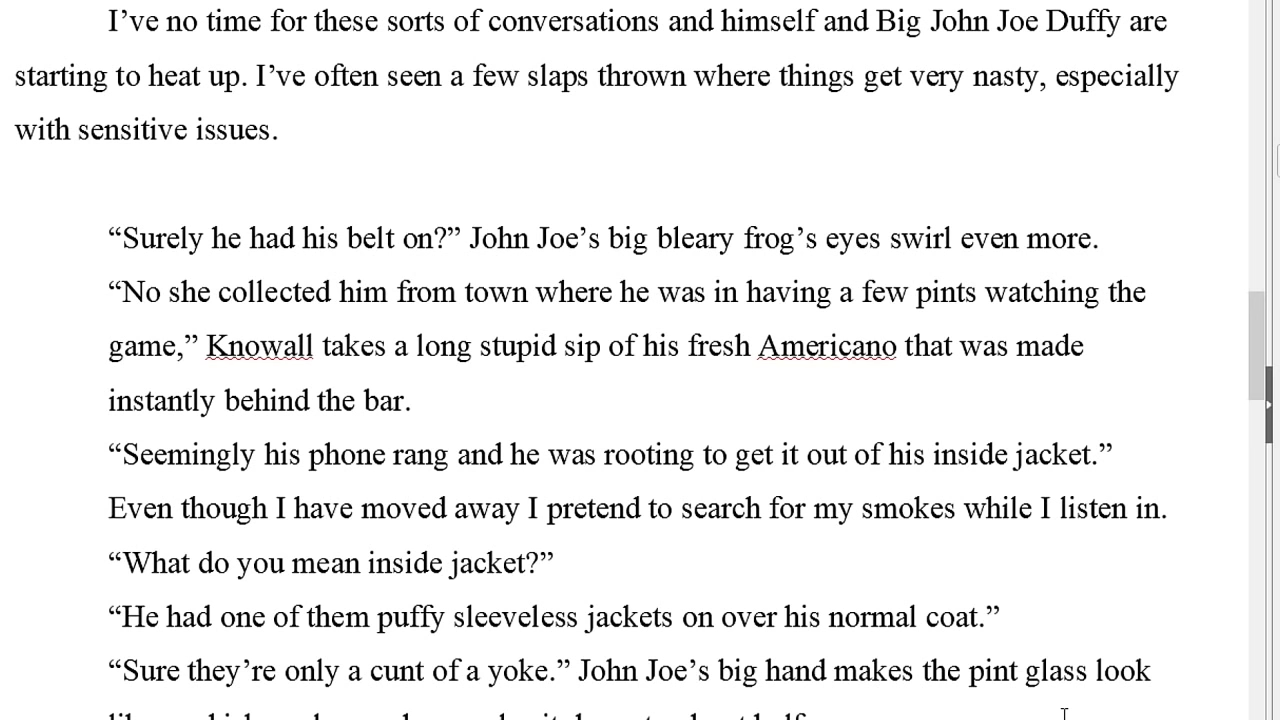 I’ve no time for these sorts of conversations and himself and Big John Joe Duffy are
starting to heat up. I’ve often seen a few slaps thrown where things get very nasty, especially
with sensitive issues.
“Surely he had his belt on?” John Joe’s big bleary frog’s eyes swirl even more.
“No she collected him from town where he was in having a few pints watching the
game,” Knowall takes a long stupid sip of his fresh Americano that was made
instantly behind the bar.
“Seemingly his phone rang and he was rooting to get it out of his inside jacket.”
Even though I have moved away I pretend to search for my smokes while I listen in.
“What do you mean inside jacket?”
“He had one of them puffy sleeveless jackets on over his normal coat.”
“Sure they’re only a cunt of a yoke.” John Joe’s big hand makes the pint glass look